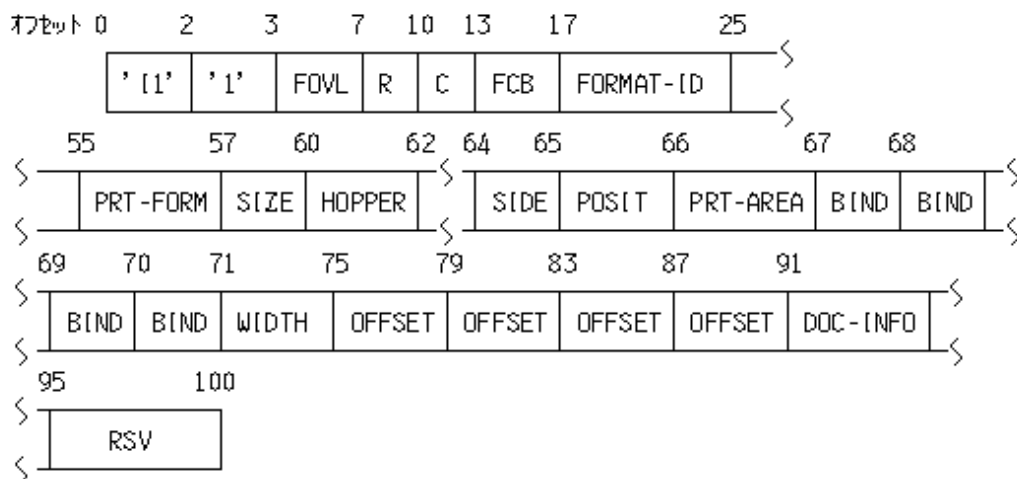 オフセット 0 2 3 7 10 13 17 25
'I1' '1' FOVL R C FCB FORMAT-ID
55 57 60 62 64 65 66 67 68
PRT-FORM SIZE HOPPER SIDE POSIT PRT-AREA BIND BIND
69 70 71 75 79 83 87 91
BIND BIND WIDTH OFFSET OFFSET OFFSET OFFSET DOC-INFO
95 100
RSV